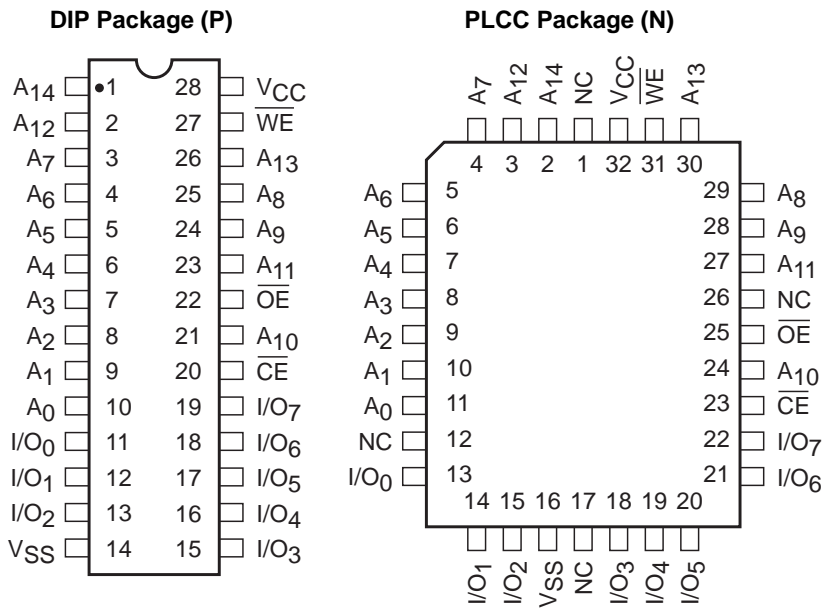 DIP Package (P)
A14 1 28 VCC
A12 2 27 WE
A7 3 26 A13
A6 4 25 A8
A5 5 24 A9
A4 6 23 A11
A3 7 22 OE
A2 8 21 A10
A1 9 20 CE
A0 10 19 I/O7
I/O0 11 18 I/O6
I/O1 12 17 I/O5
I/O2 13 16 I/O4
VSS 14 15 I/O3
PLCC Package (N)
A7 A12 A14 NC VCC WE A13
4 3 2 1 32 31 30
A6 5 29 A8
A5 6 28 A9
A4 7 27 A11
A3 8 26 NC
A2 9 25 OE
A1 10 24 A10
A0 11 23 CE
NC 12 22 I/O7
I/O0 13 21 I/O6
14 15 16 17 18 19 20
I/O1 I/O2 VSS NC I/O3 I/O4 I/O5